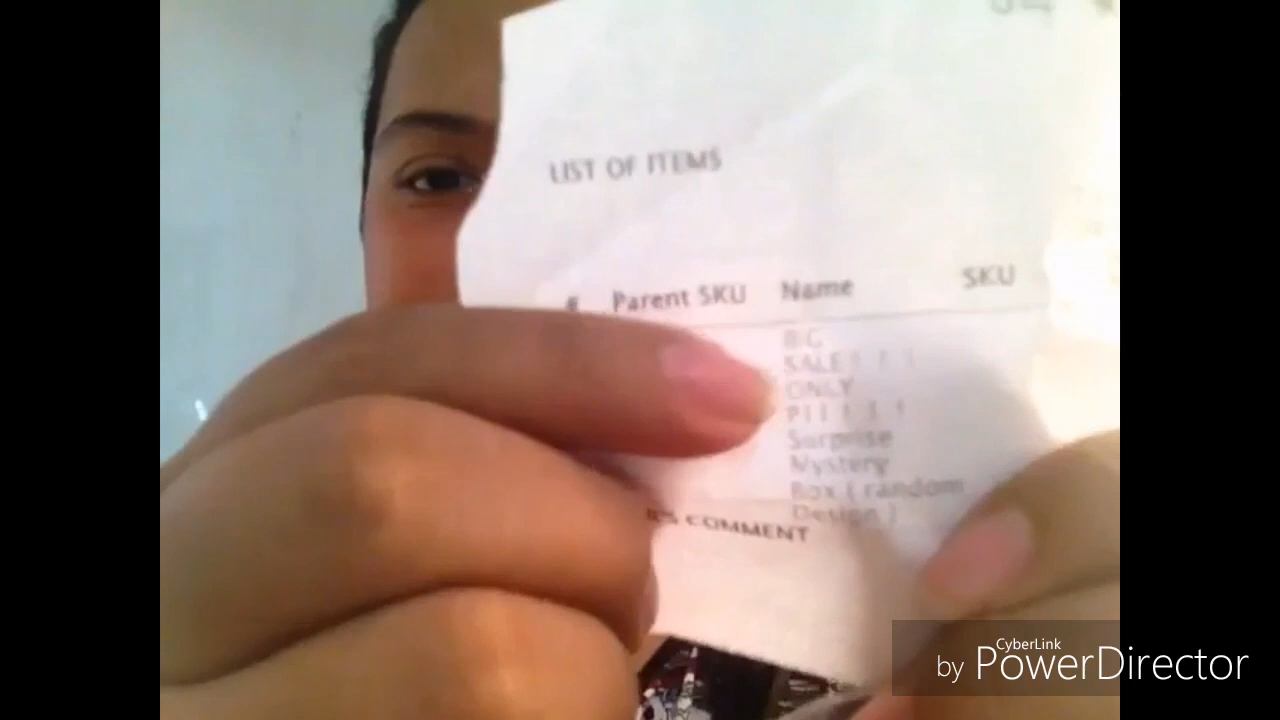 LIST OF ITEMS
# Parent SKU Name SKU
BIG
SALE ! ! !
ONLY
P11 ! ! !
Surprise
Mystery
Box ( random
Design )
COMMENT
CyberLink
by PowerDirector